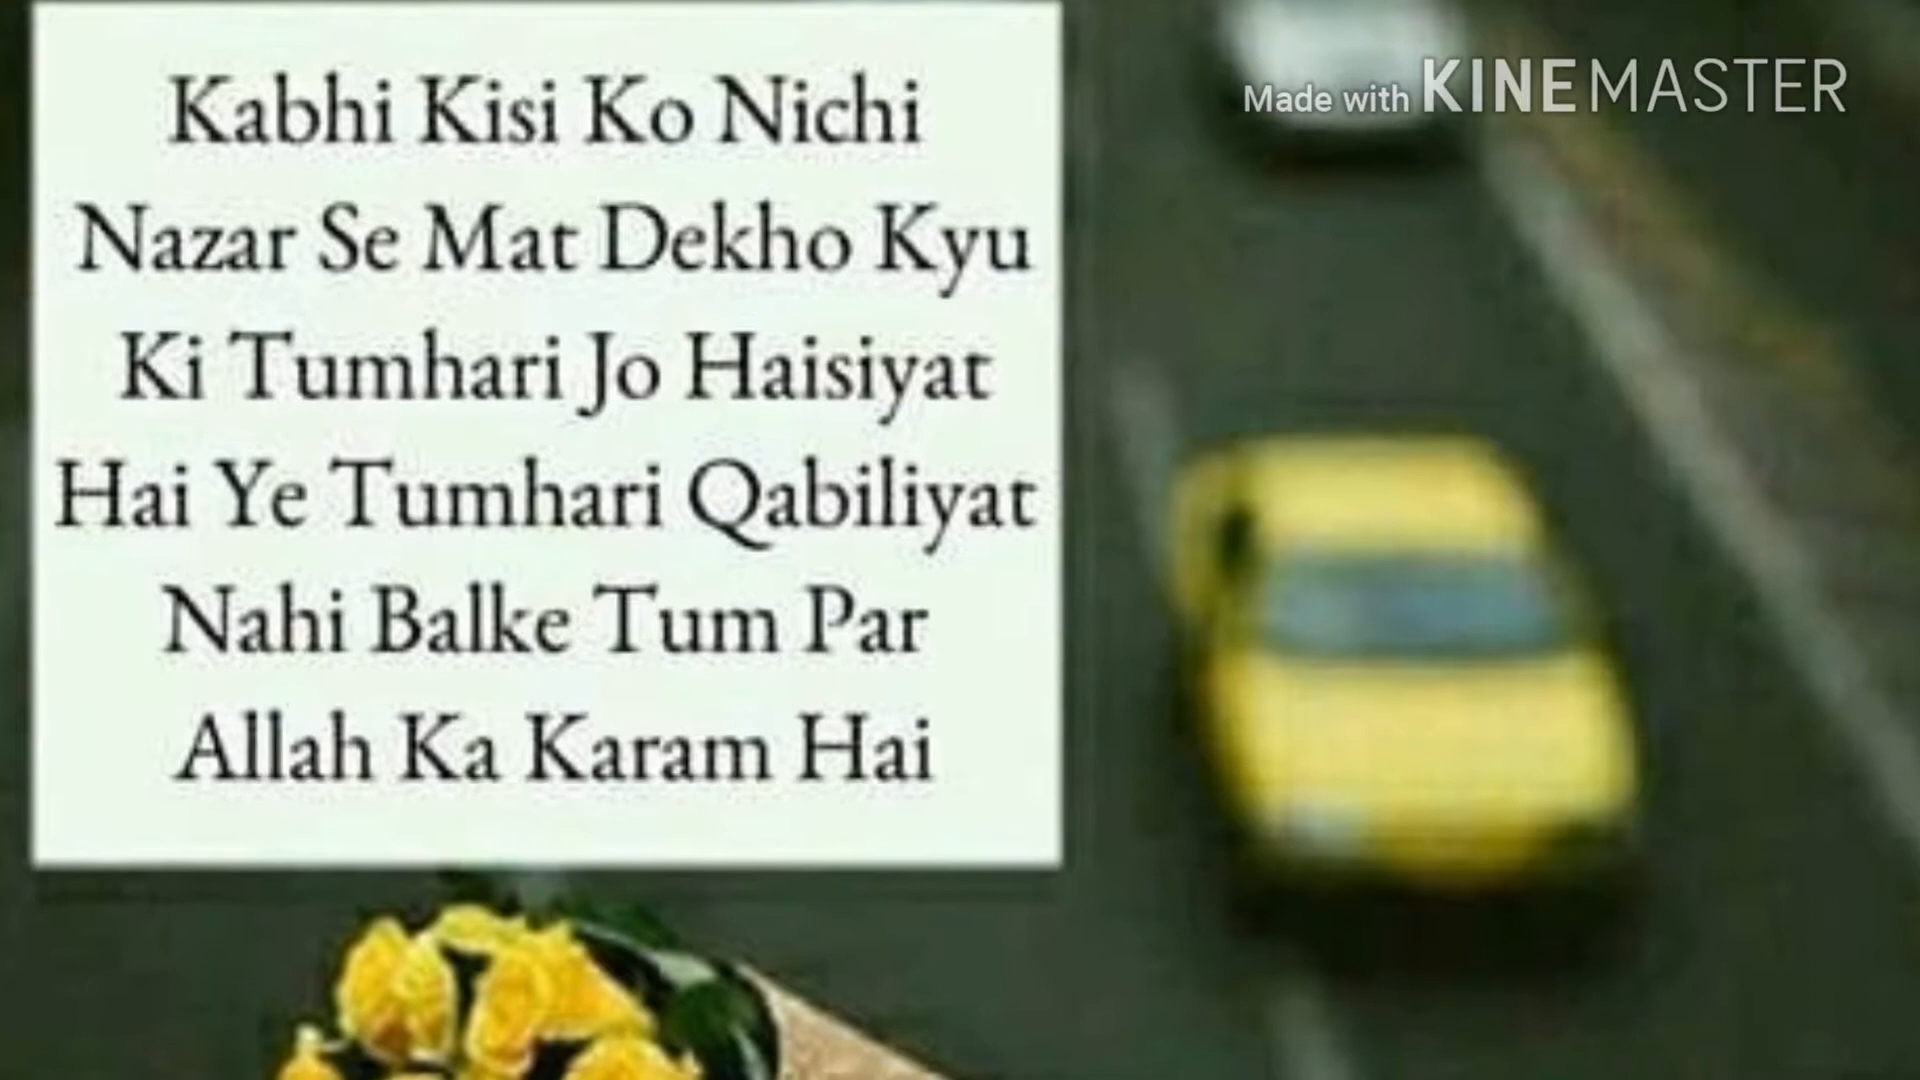 Kabhi Kisi Ko Nichi
Nazar Se Mat Dekho Kyu
Ki Tumhari Jo Haisiyat
Hai Ye Tumhari Qabiliyat
Nahi Balke Tum Par
Allah Ka Karam Hai
Made with KINEMASTER